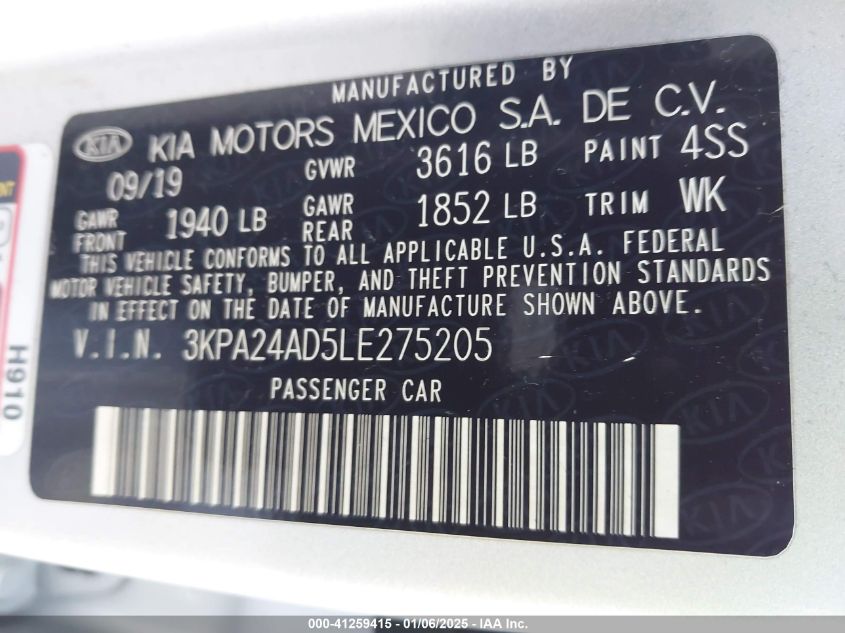 MANUFACTURED BY
KIA KIA MOTORS MEXICO S.A. DE C.V.
09/19 GVWR 3616 LB PAINT 4SS
GAWR FRONT 1940 LB GAWR REAR 1852 LB TRIM WK
THIS VEHICLE CONFORMS TO ALL APPLICABLE U.S.A. FEDERAL
MOTOR VEHICLE SAFETY, BUMPER, AND THEFT PREVENTION STANDARDS
IN EFFECT ON THE DATE OF MANUFACTURE SHOWN ABOVE.
V.I.N. 3KPA24AD5LE275205
PASSENGER CAR
H910
000-41259415 - 01/06/2025 - IAA Inc.